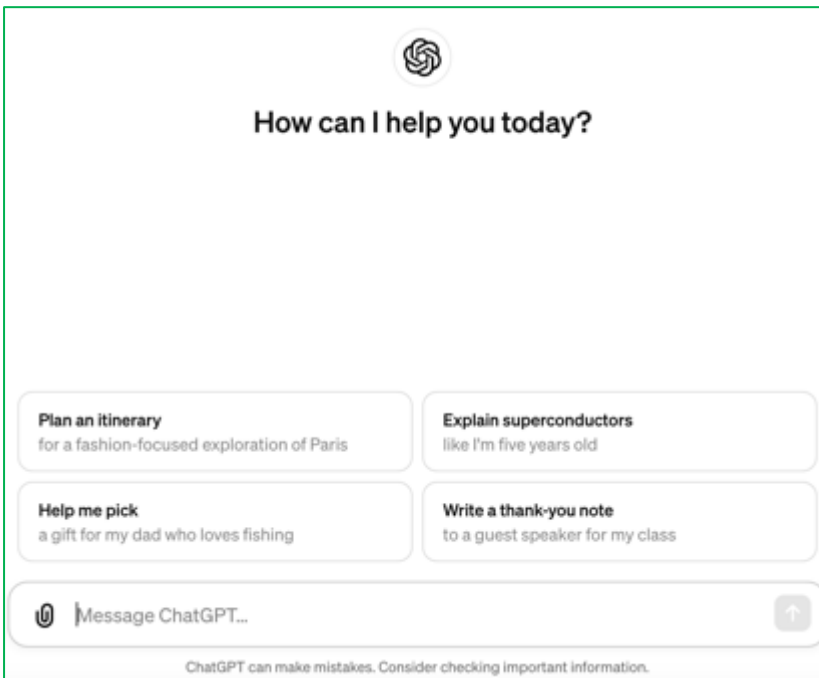 How can I help you today?
Plan an itinerary
for a fashion-focused exploration of Paris
Explain superconductors
like I'm five years old
Help me pick
a gift for my dad who loves fishing
Write a thank-you note
to a guest speaker for my class
Message ChatGPT...
ChatGPT can make mistakes. Consider checking important information.